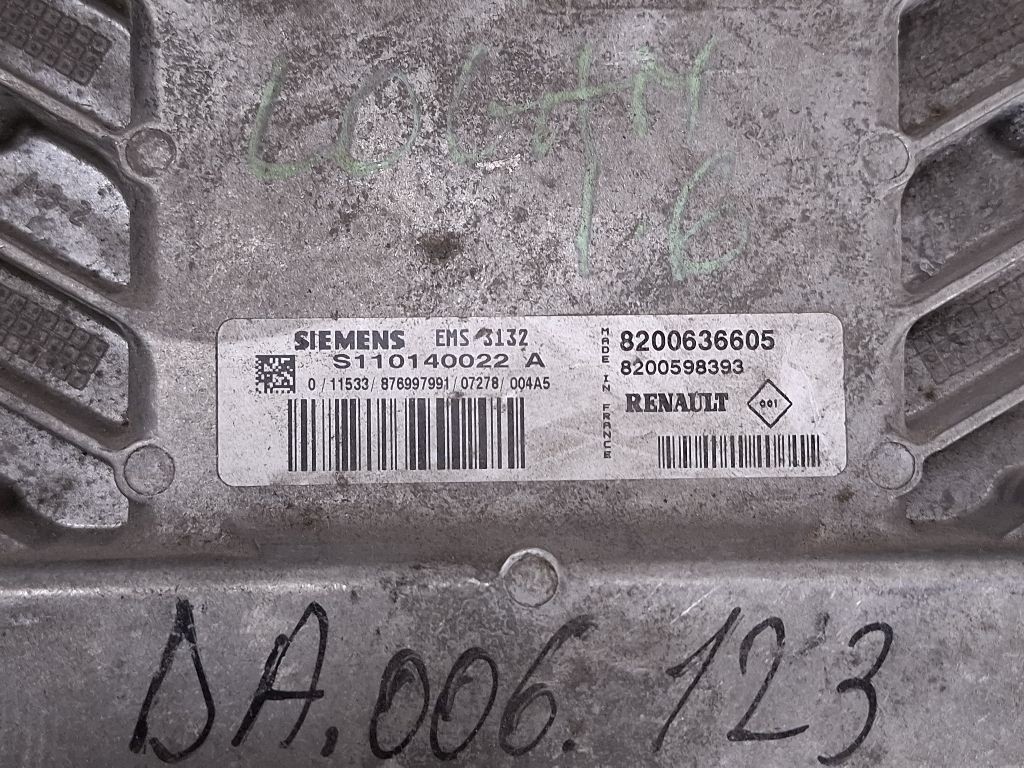 LOGAN
1.6
SIEMENS EMS 3132
S110140022 A
0 / 11533 / 876997991 / 07278 / 004A5
MADE IN FRANCE
8200636605
8200598393
RENAULT 001
DA.006.123